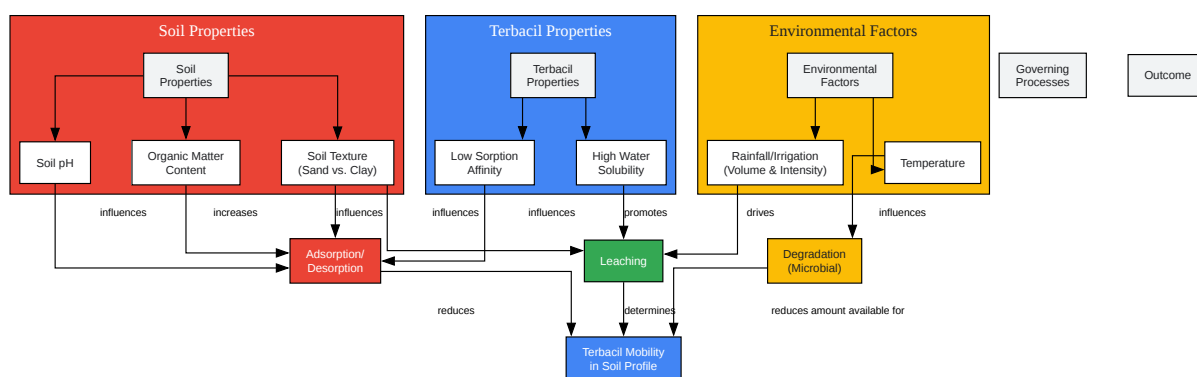 Soil Properties
Terbacil Properties
Environmental Factors
Soil
Properties
Terbacil
Properties
Environmental
Factors
Governing
Processes
Outcome
Soil pH
Organic Matter
Content
Soil Texture
(Sand vs. Clay)
Low Sorption
Affinity
High Water
Solubility
Rainfall/Irrigation
(Volume & Intensity)
Temperature
influences
increases
influences
influences
influences
promotes
drives
influences
Adsorption/
Desorption
Leaching
Degradation
(Microbial)
reduces
determines
reduces amount available for
Terbacil Mobility
in Soil Profile